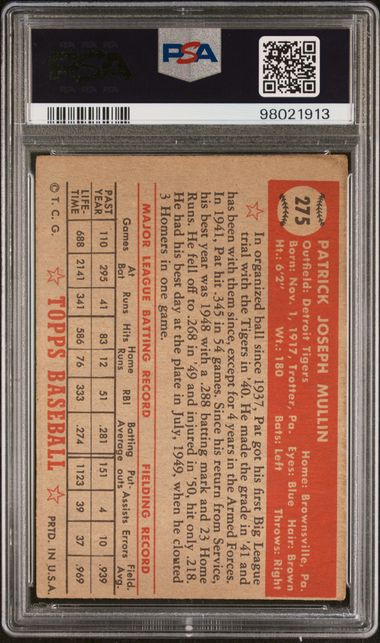 PSA
98021913
275
PATRICK JOSEPH MULLIN
Outfield: Detroit Tigers Home: Brownsville, Pa.
Born: Nov. 1, 1917, Trotter, Pa. Eyes: Blue Hair: Brown
Ht.: 6'2" Wt.: 180 Bats: Left Throws: Right
In organized ball since 1937, Pat got his first Big League
trial with the Tigers in '40. He made the grade in '41 and
has been with them since, except for 4 years in the Armed Forces.
In 1941, Pat hit .345 in 54 games. Since his return from Service,
his best year was 1948 with a .288 batting mark and 23 Home
Runs. He fell off to .268 in '49 and injured in '50, hit only .218.
He had his best day at the plate in July, 1949, when he clouted
3 Homers in one game.
MAJOR LEAGUE BATTING RECORD FIELDING RECORD
Games At Bat Runs Hits Home Runs RBI Batting Average Put outs Assists Errors Field. Avg.
PAST YEAR 110 295 41 83 12 51 .281 151 4 10 .939
LIFE-TIME 688 2141 341 586 76 333 .274 1123 39 37 .969
© T. C. G. TOPPS BASEBALL PRTD. IN U.S.A.